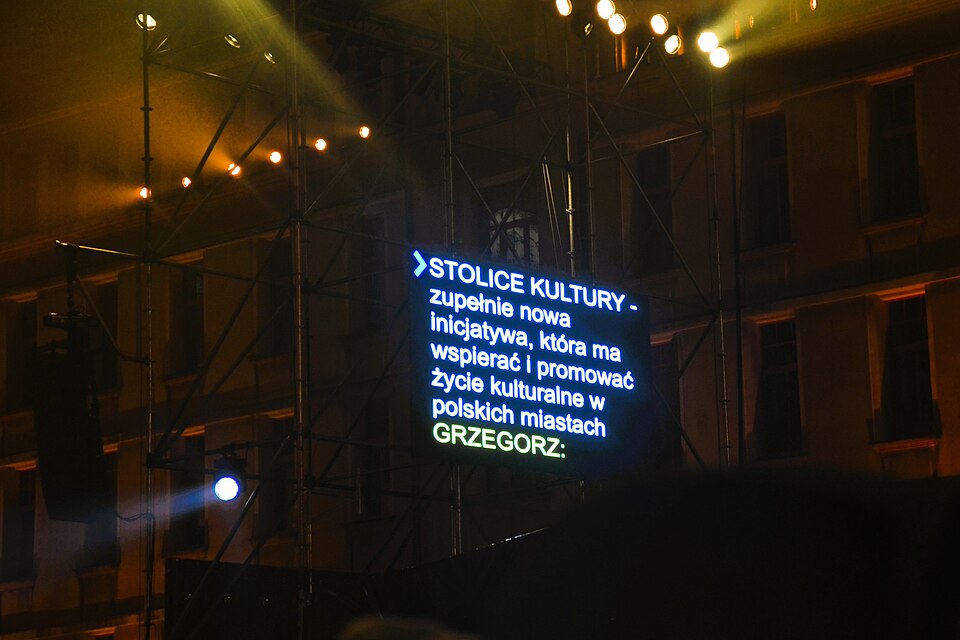 STOLICE KULTURY -
zupełnie nowa
inicjatywa, która ma
wspierać i promować
życie kulturalne w
polskich miastach
GRZEGORZ: